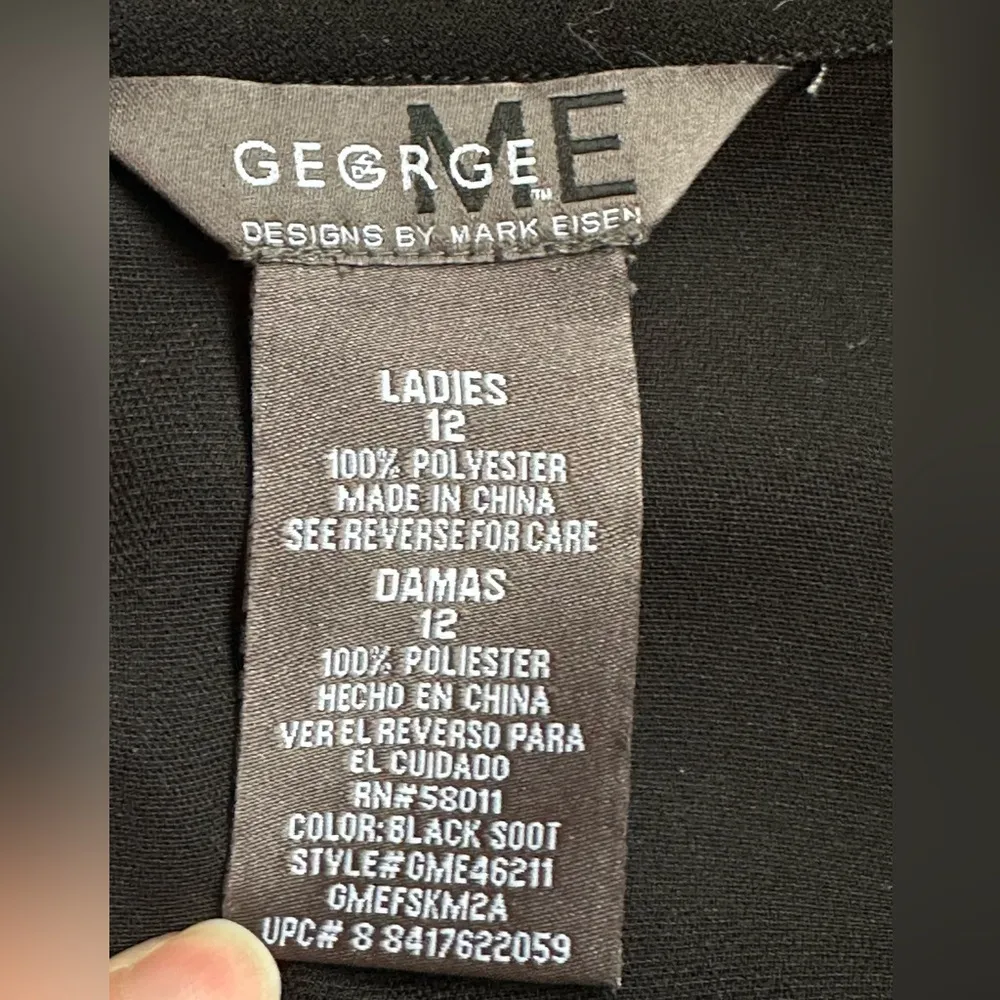 GEORGE ME™
DESIGNS BY MARK EISEN
LADIES
12
100% POLYESTER
MADE IN CHINA
SEE REVERSE FOR CARE
DAMAS
12
100% POLIESTER
HECHO EN CHINA
VER EL REVERSO PARA
EL CUIDADO
RN#58011
COLOR:BLACK SOOT
STYLE#GME46211
GMEFSKM2A
UPC# 8 8417622059